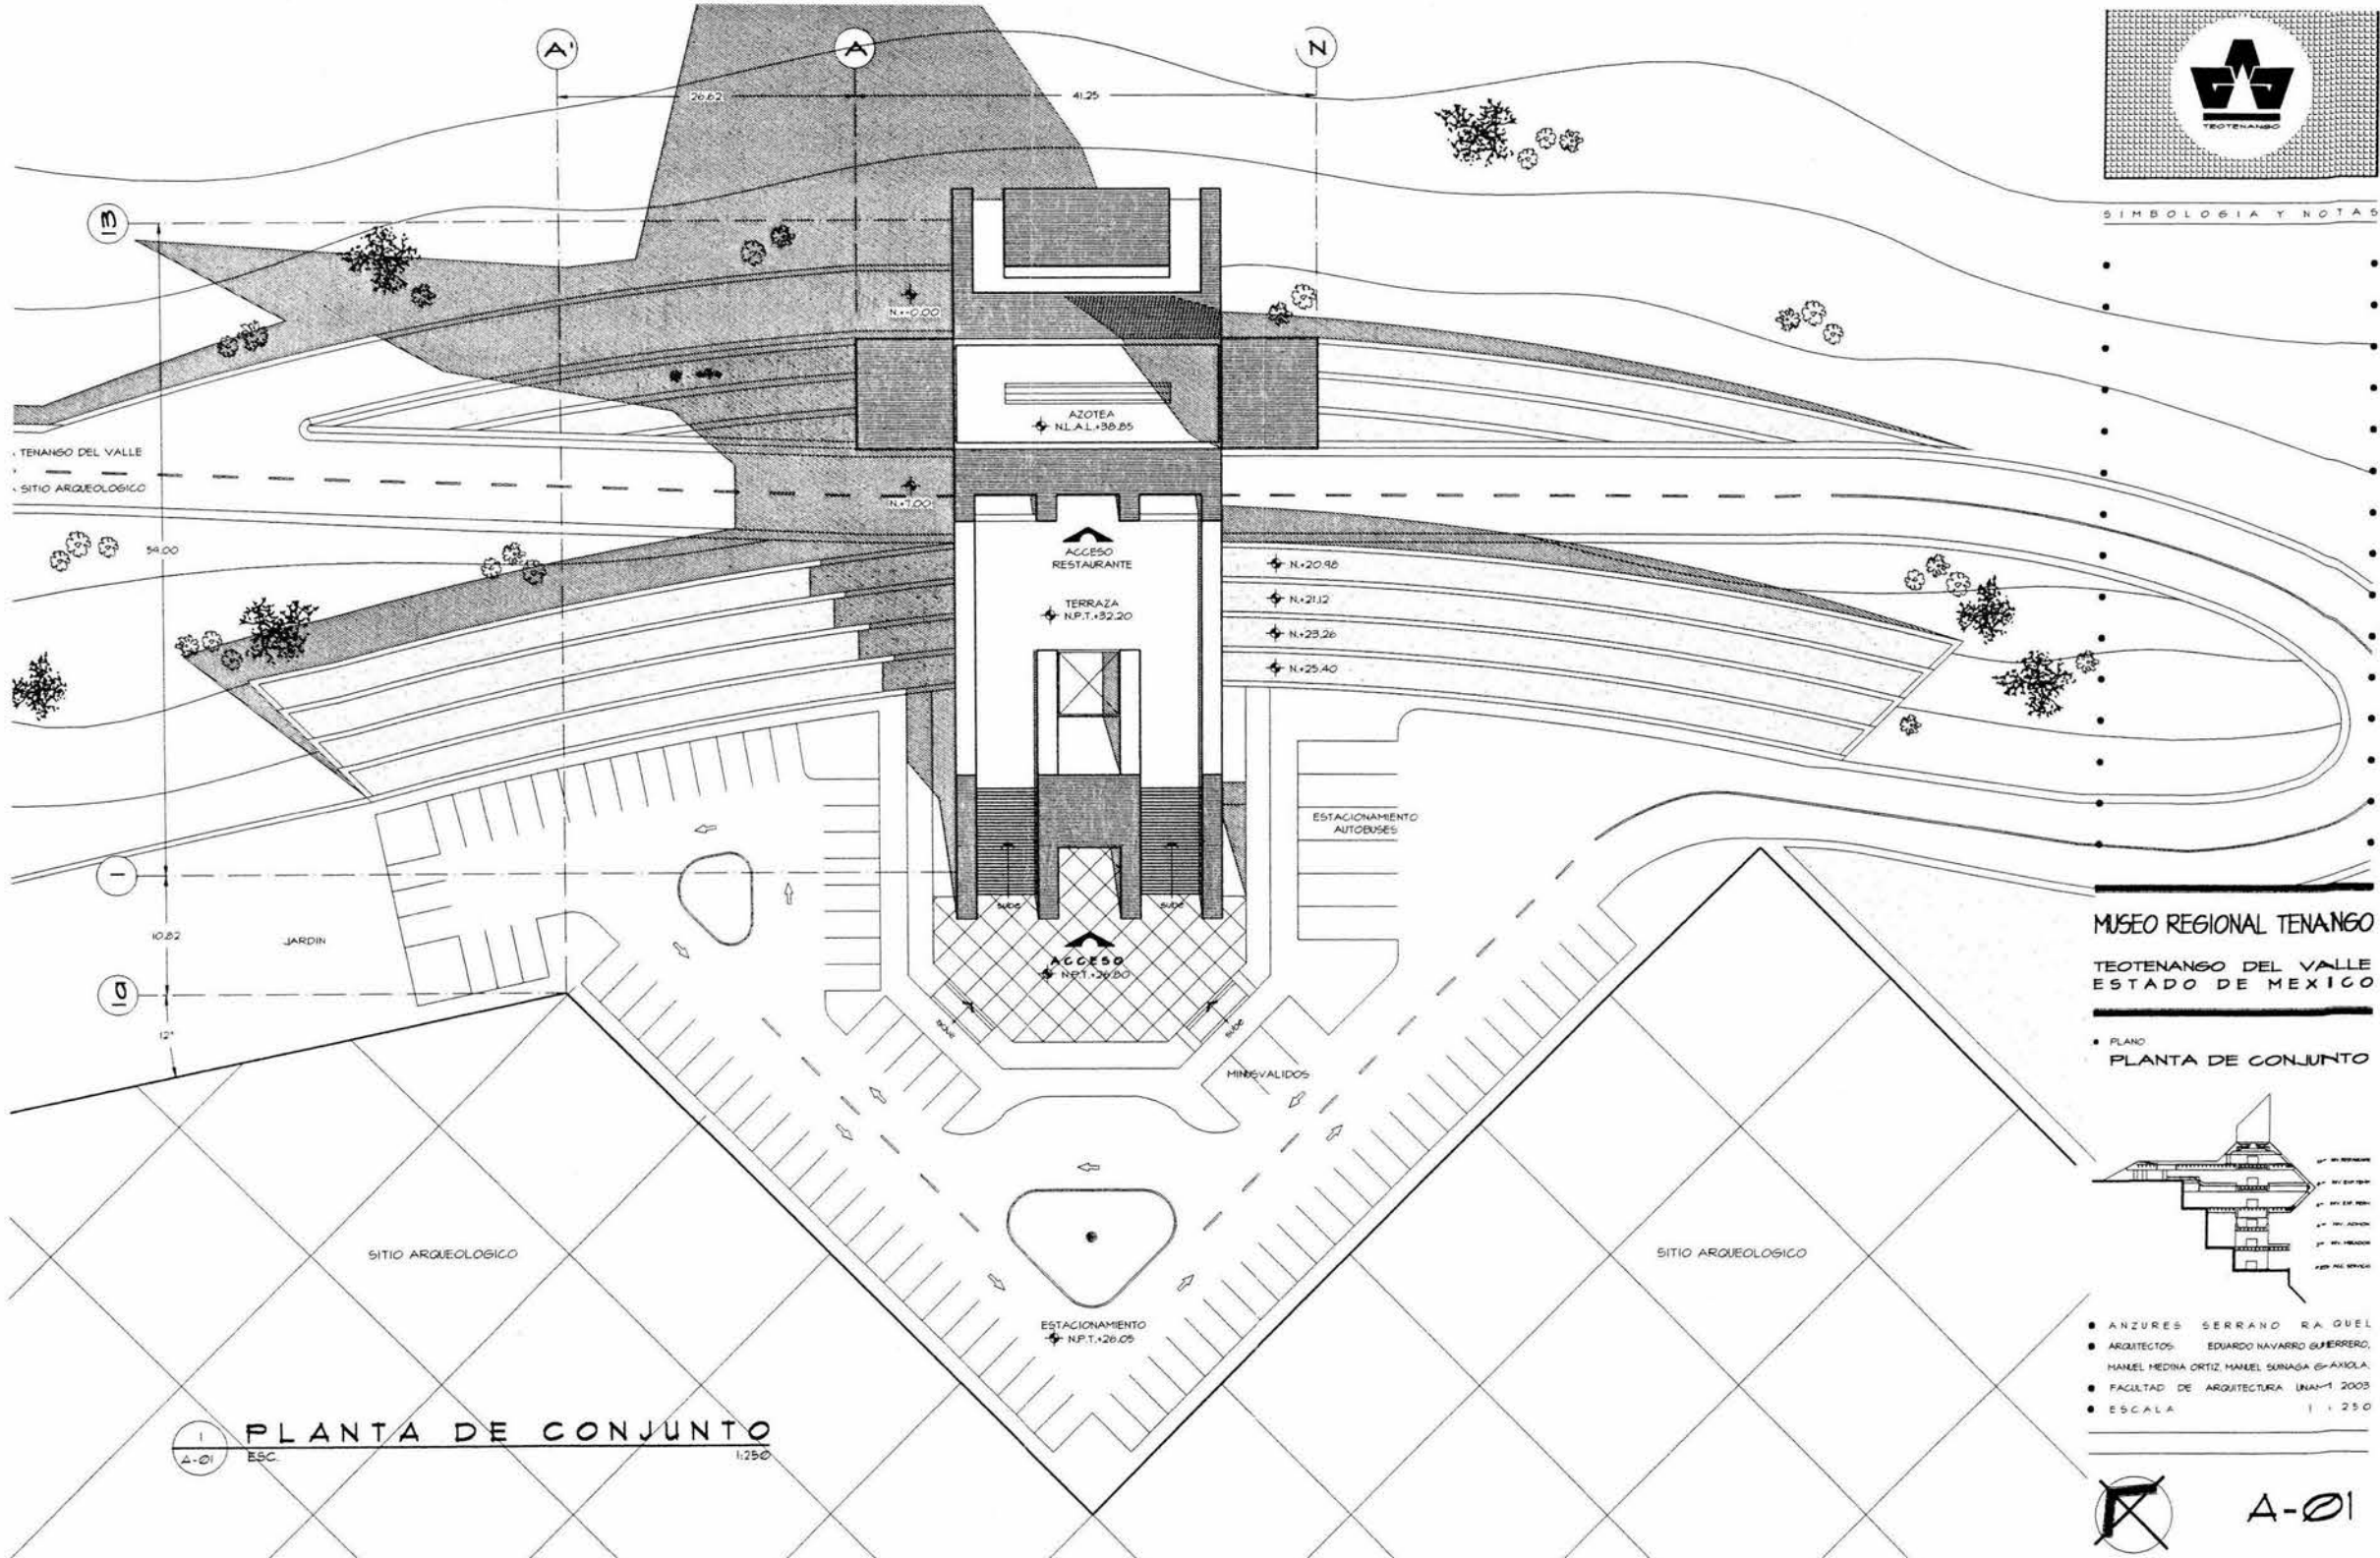 A'
A
N
26.62
41.25
TEOTENANGO
SIMBOLOGIA Y NOTAS
13
N.+-0.00
AZOTEA
N.L.A.L.+38.85
TENANGO DEL VALLE
SITIO ARQUEOLOGICO
N.+7.00
54.00
ACCESO
RESTAURANTE
N.+20.98
TERRAZA
N.P.T.+32.20
N.+21.12
N.+23.26
N.+25.40
ESTACIONAMIENTO
AUTOBUSES
1
10.82
JARDIN
SUBE
SUBE
ACCESO
N.P.T.+26.80
1a
12°
SUBE
SUBE
MINUSVALIDOS
MUSEO REGIONAL TENANGO
TEOTENANGO DEL VALLE
ESTADO DE MEXICO
PLANO
PLANTA DE CONJUNTO
SITIO ARQUEOLOGICO
SITIO ARQUEOLOGICO
ESTACIONAMIENTO
N.P.T.+26.05
ANZURES SERRANO RAQUEL
ARQUITECTOS: EDUARDO NAVARRO GUERRERO,
MANUEL MEDINA ORTIZ, MANUEL SUINAGA GAXIOLA.
FACULTAD DE ARQUITECTURA UNAM 2003
ESCALA 1:250
1
A-01
PLANTA DE CONJUNTO
ESC. 1:250
A-01